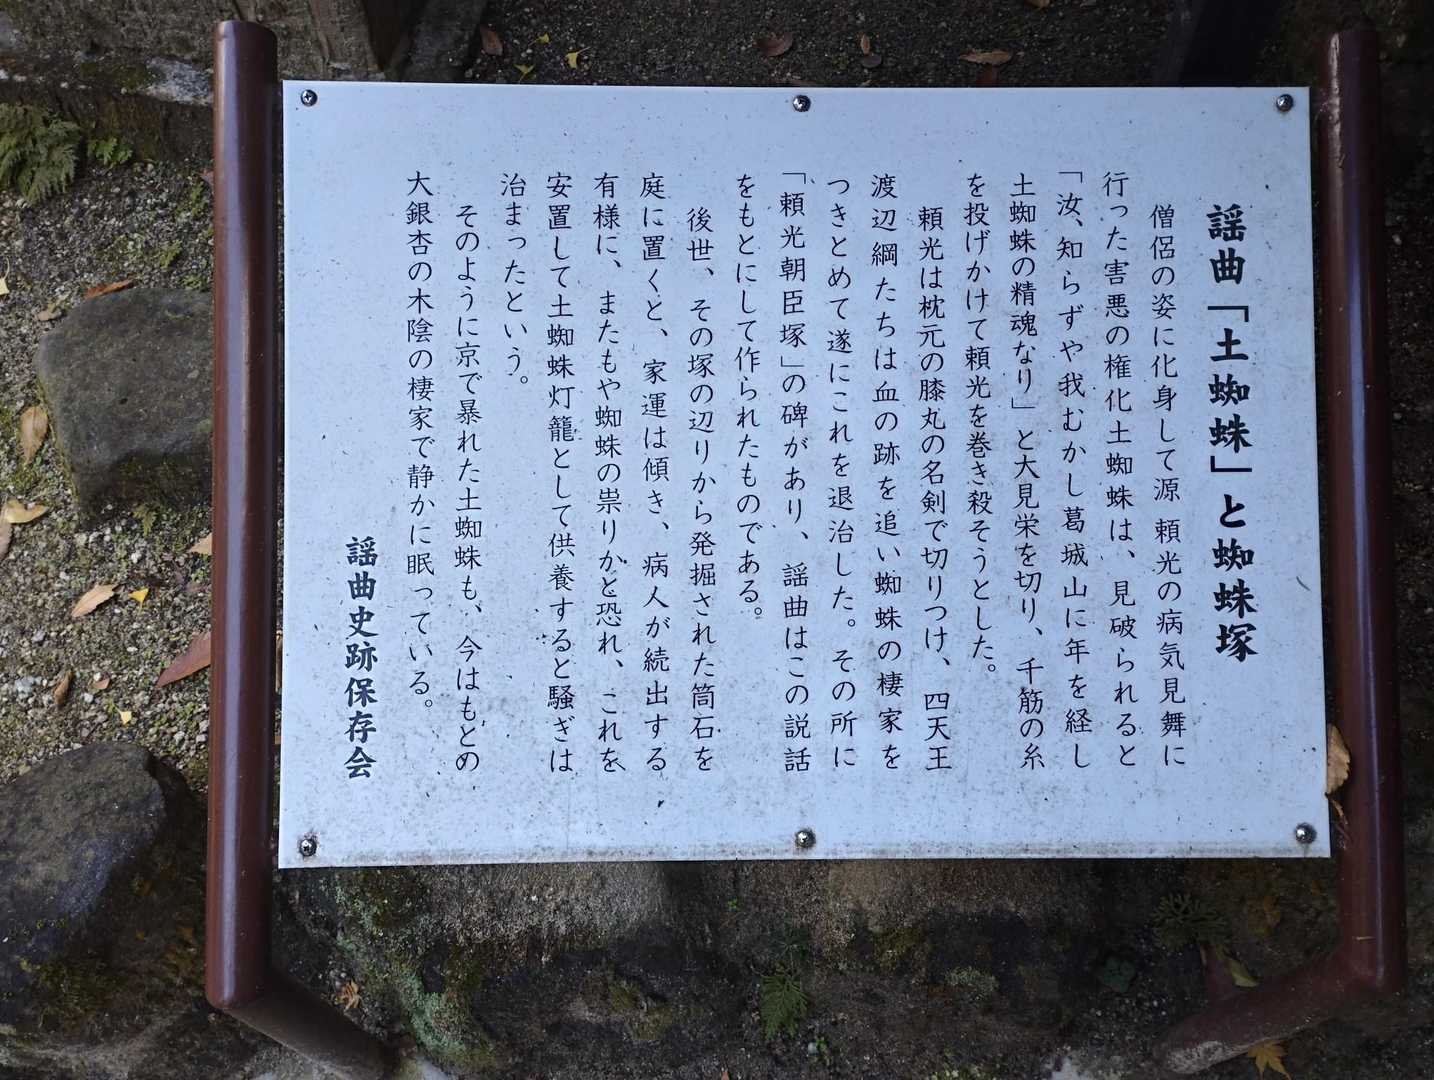 謡曲「土蜘蛛」と蜘蛛塚
僧侶の姿に化身して源 頼光の病気見舞に
行った害悪の権化土蜘蛛は、見破られると
「汝、知らずや我むかし葛城山に年を経し
土蜘蛛の精魂なり」と大見栄を切り、千筋の糸
を投げかけて頼光を巻き殺そうとした。
頼光は枕元の膝丸の名剣で切りつけ、四天王
渡辺綱たちは血の跡を追い蜘蛛の棲家を
つきとめて遂にこれを退治した。その所に
「頼光朝臣塚」の碑があり、謡曲はこの説話
をもとにして作られたものである。
後世、その塚の辺りから発掘された筒石を
庭に置くと、家運は傾き、病人が続出する
有様に、またもや蜘蛛の祟りかと恐れ、これを
安置して土蜘蛛灯籠として供養すると騒ぎは
治まったという。
そのように京で暴れた土蜘蛛も、今はもとの
大銀杏の木陰の棲家で静かに眠っている。
謡曲史跡保存会